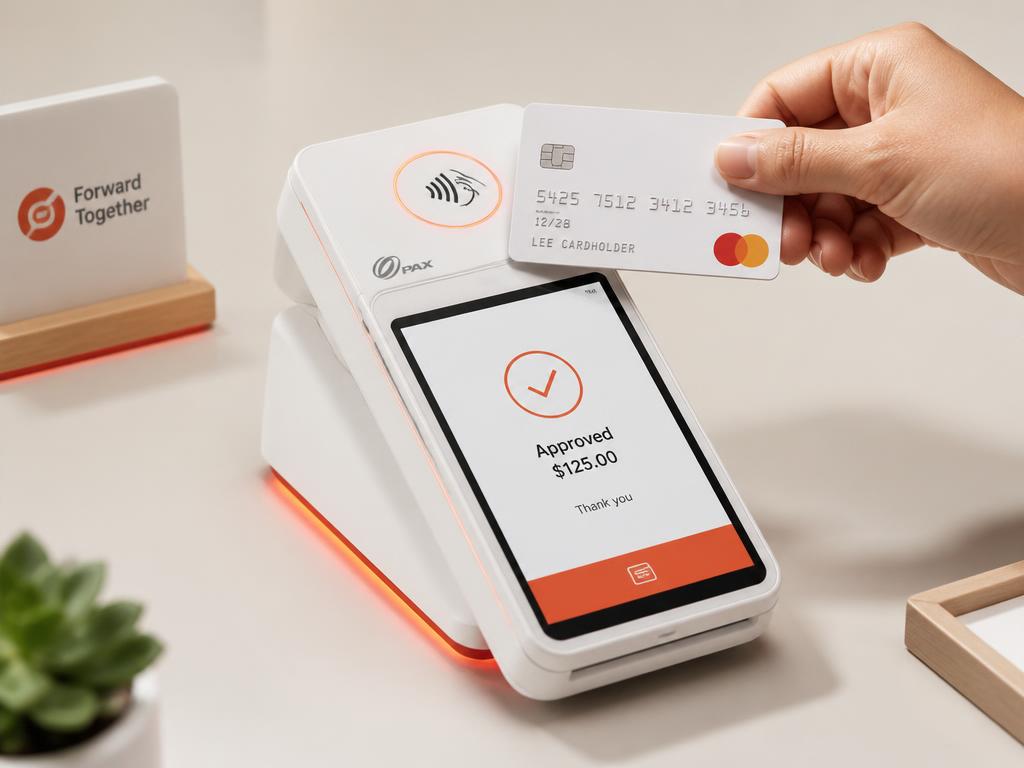 Forward
Together
PAX
5425 7512 3412 3456
12/28
LEE CARDHOLDER
Approved
$125.00
Thank you